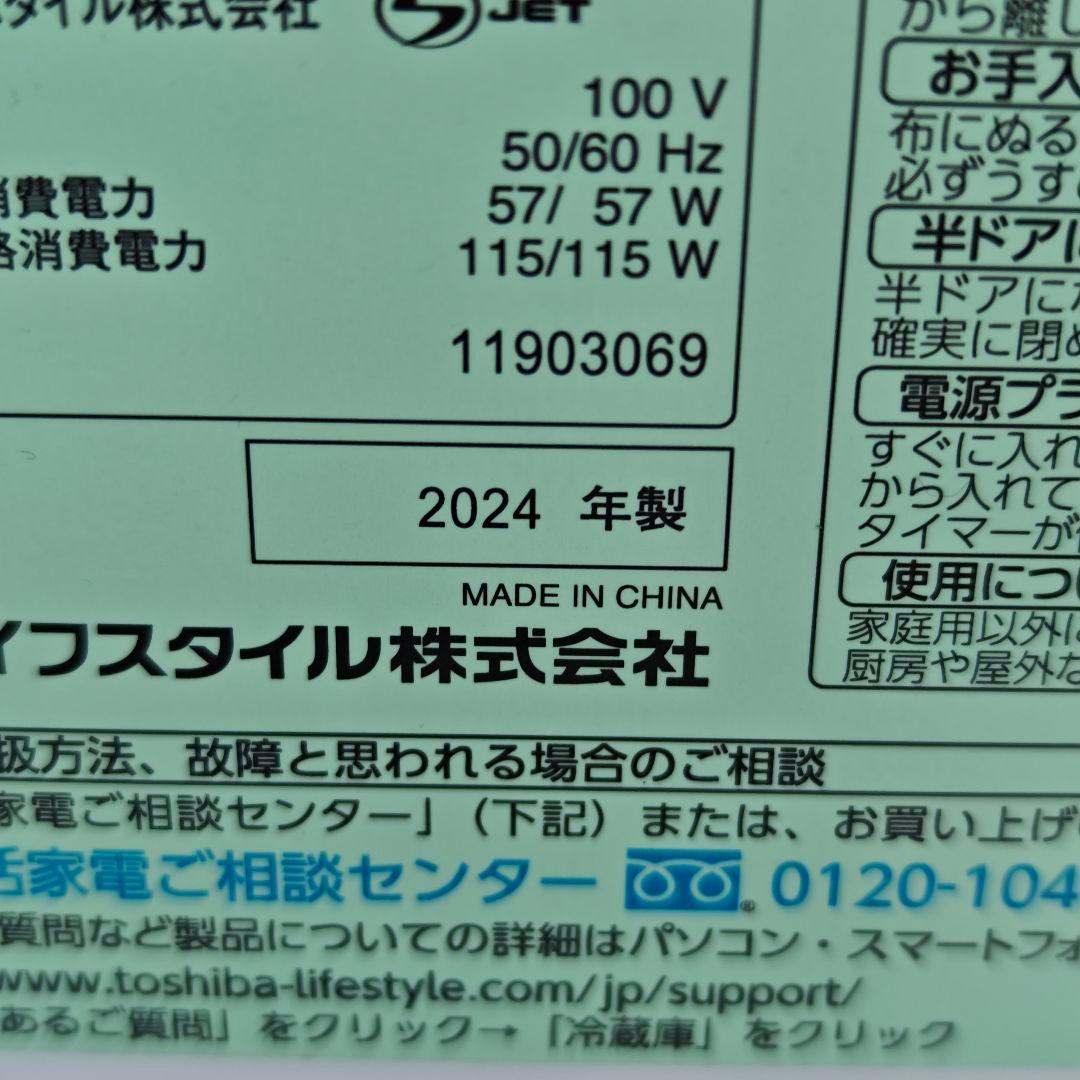 スタイル株式会社 S JET
100 V
50/60 Hz
消費電力 57/ 57 W
格消費電力 115/115 W
11903069
2024 年製
MADE IN CHINA
イフスタイル株式会社
から離し
お手入
布にぬる
必ずうす
半ドアに
半ドアに
確実に閉め
電源プラ
すぐに入れ
から入れて
タイマーが
使用につい
家庭用以外に
厨房や屋外な
扱方法、故障と思われる場合のご相談
家電ご相談センター」（下記）または、お買い上げ
活家電ご相談センター 0120-104
質問など製品についての詳細はパソコン・スマートフォ
www.toshiba-lifestyle.com/jp/support/
あるご質問」をクリック→「冷蔵庫」をクリック